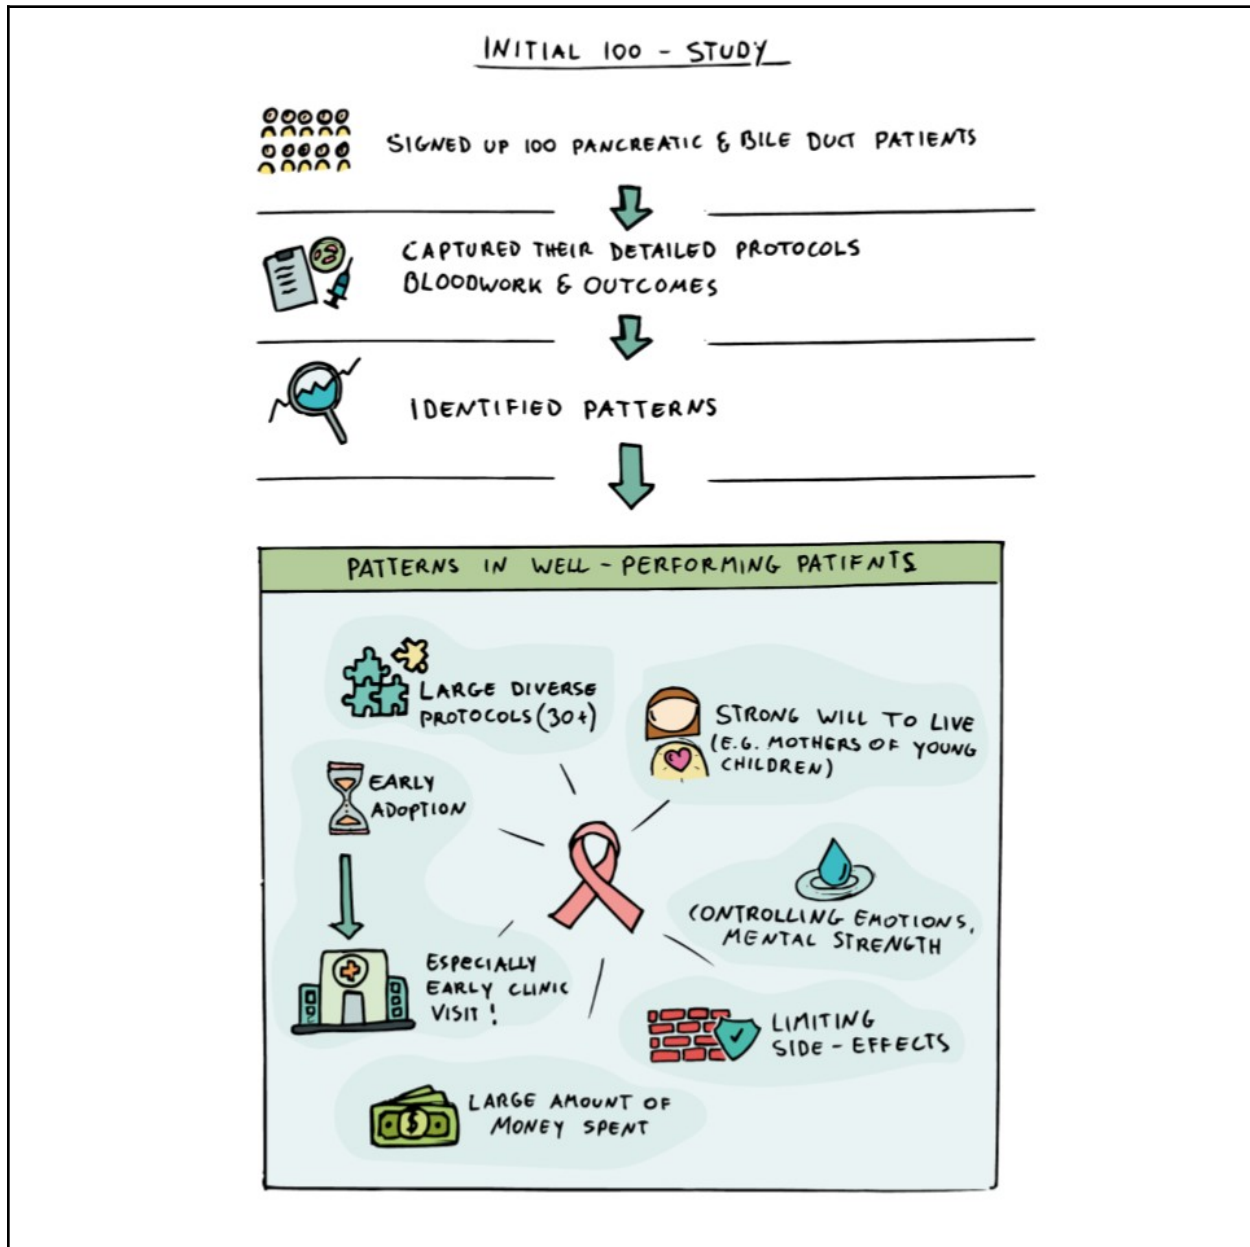 INITIAL 100 - STUDY
SIGNED UP 100 PANCREATIC & BILE DUCT PATIENTS
CAPTURED THEIR DETAILED PROTOCOLS
BLOODWORK & OUTCOMES
IDENTIFIED PATTERNS
PATTERNS IN WELL - PERFORMING PATIENTS
LARGE DIVERSE
PROTOCOLS (30+)
STRONG WILL TO LIVE
(E.G. MOTHERS OF YOUNG
CHILDREN)
EARLY
ADOPTION
CONTROLLING EMOTIONS,
MENTAL STRENGTH
ESPECIALLY
EARLY CLINIC
VISIT!
LIMITING
SIDE - EFFECTS
$
LARGE AMOUNT OF
MONEY SPENT